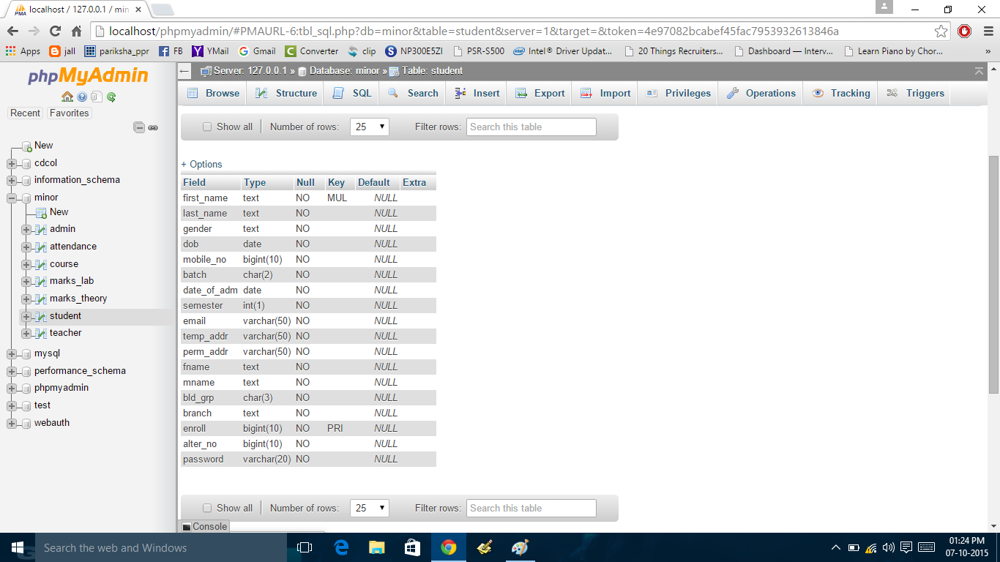 localhost / 127.0.0.1 / min
localhost/phpmyadmin/#PMAURL-6:tbl_sql.php?db=minor&table=student&server=1&target=&token=4e97082bcabef45fac7953932613846a
Apps jall pariksha_ppr FB YMail Gmail Converter clip NP300E5ZI PSR-S500 Intel® Driver Updat... 20 Things Recruiters... Dashboard — Interv... Learn Piano by Chor... »
phpMyAdmin
Recent Favorites
New
cdcol
information_schema
minor
New
admin
attendance
course
marks_lab
marks_theory
student
teacher
mysql
performance_schema
phpmyadmin
test
webauth
Server: 127.0.0.1 » Database: minor » Table: student
Browse Structure SQL Search Insert Export Import Privileges Operations Tracking Triggers
Show all Number of rows: 25 Filter rows: Search this table
+ Options
Field Type Null Key Default Extra
first_name text NO MUL NULL
last_name text NO NULL
gender text NO NULL
dob date NO NULL
mobile_no bigint(10) NO NULL
batch char(2) NO NULL
date_of_adm date NO NULL
semester int(1) NO NULL
email varchar(50) NO NULL
temp_addr varchar(50) NO NULL
perm_addr varchar(50) NO NULL
fname text NO NULL
mname text NO NULL
bld_grp char(3) NO NULL
branch text NO NULL
enroll bigint(10) NO PRI NULL
alter_no bigint(10) NO NULL
password varchar(20) NO NULL
Show all Number of rows: 25 Filter rows: Search this table
Console
Search the web and Windows
01:24 PM
07-10-2015